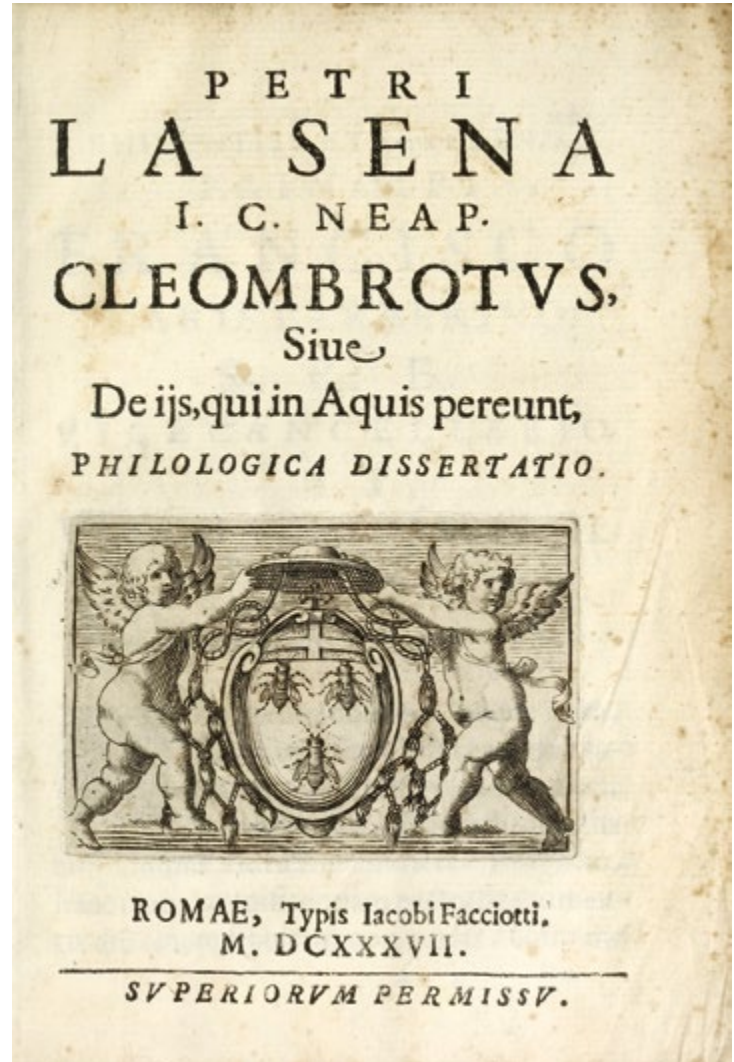 PETRI
LA SENA
I. C. NEAP.
CLEOMBROTVS,
Siue
De ijs, qui in Aquis pereunt,
PHILOLOGICA DISSERTATIO.
ROMAE, Typis Iacobi Facciotti.
M. DCXXXVII.
SVPERIORVM PERMISSV.